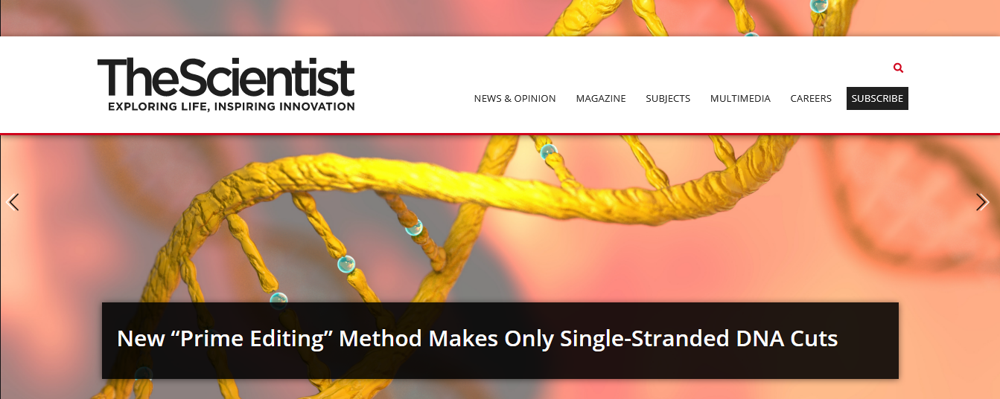 TheScientist
EXPLORING LIFE, INSPIRING INNOVATION
NEWS & OPINION MAGAZINE SUBJECTS MULTIMEDIA CAREERS SUBSCRIBE
New “Prime Editing” Method Makes Only Single-Stranded DNA Cuts